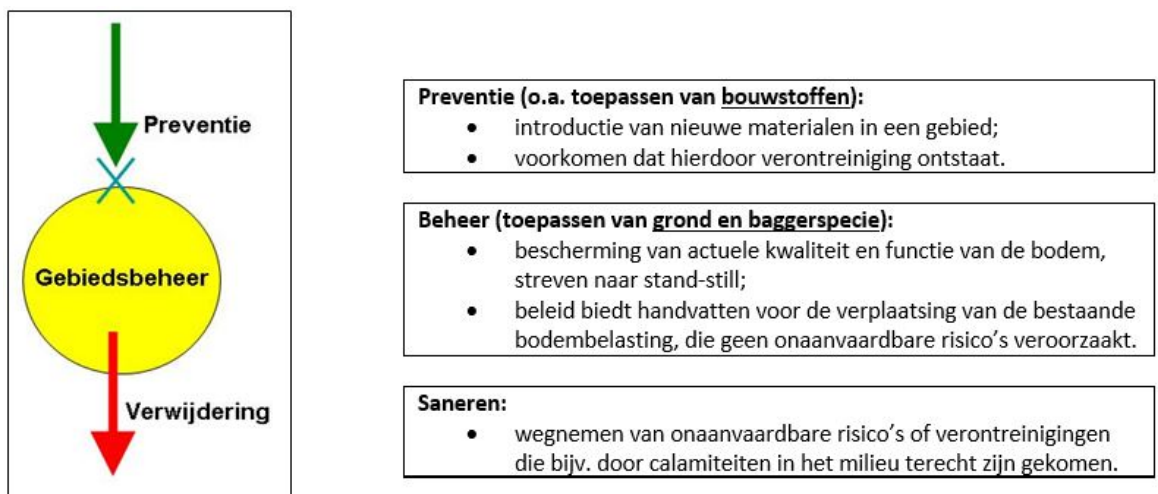 Preventie
Gebiedsbeheer
Verwijdering
Preventie (o.a. toepassen van bouwstoffen):
• introductie van nieuwe materialen in een gebied;
• voorkomen dat hierdoor verontreiniging ontstaat.
Beheer (toepassen van grond en baggerspecie):
• bescherming van actuele kwaliteit en functie van de bodem,
streven naar stand-still;
• beleid biedt handvatten voor de verplaatsing van de bestaande
bodembelasting, die geen onaanvaardbare risico's veroorzaakt.
Saneren:
• wegnemen van onaanvaardbare risico's of verontreinigingen
die bijv. door calamiteiten in het milieu terecht zijn gekomen.